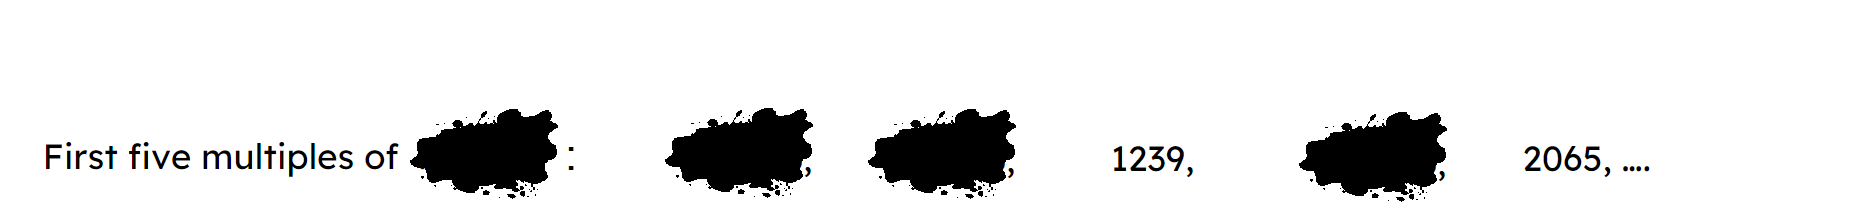 First five multiples of : , , 1239, , 2065, ....